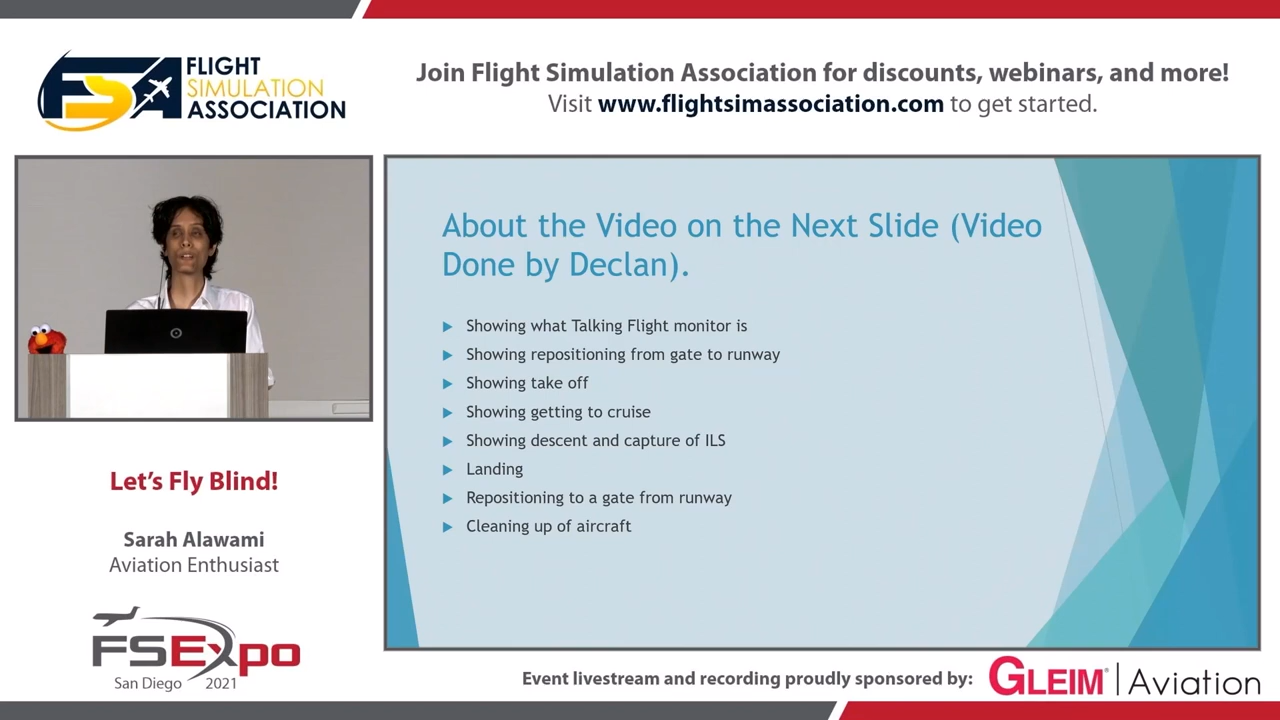 FLIGHT
SIMULATION
ASSOCIATION
Join Flight Simulation Association for discounts, webinars, and more!
Visit www.flightsimassociation.com to get started.
About the Video on the Next Slide (Video
Done by Declan).
Showing what Talking Flight monitor is
Showing repositioning from gate to runway
Showing take off
Showing getting to cruise
Showing descent and capture of ILS
Landing
Repositioning to a gate from runway
Cleaning up of aircraft
Let's Fly Blind!
Sarah Alawami
Aviation Enthusiast
FSExpo
San Diego 2021
Event livestream and recording proudly sponsored by:
GLEIM® | Aviation